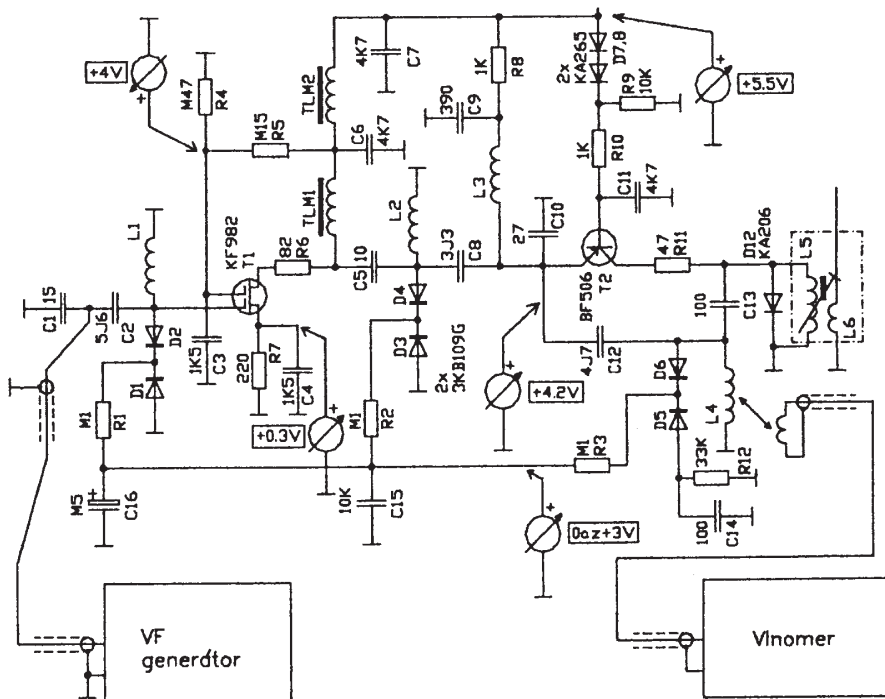 +4V
M47
R4
M15
R5
TLM2
C6
4K7
4K7
C7
1K
R8
390
C9
2x
KA265
D7,8
R9
10K
+5.5V
1K
R10
C11
4K7
L1
KF982
T1
82
R6
TLM1
L2
C5
10
3J3
C8
L3
27
C10
BF506
T2
47
R11
D12
KA206
L5
L6
15
C1
5J6
C2
D2
D1
1K5
C3
220
R7
1K5
C4
D4
D3
2x
3KB109G
4J7
C12
100
C13
D6
D5
L4
+4.2V
M1
R1
+0.3V
M1
R2
M1
R3
33K
R12
M5
+
C16
10K
C15
0az+3V
100
C14
VF
generátor
Vlnomer